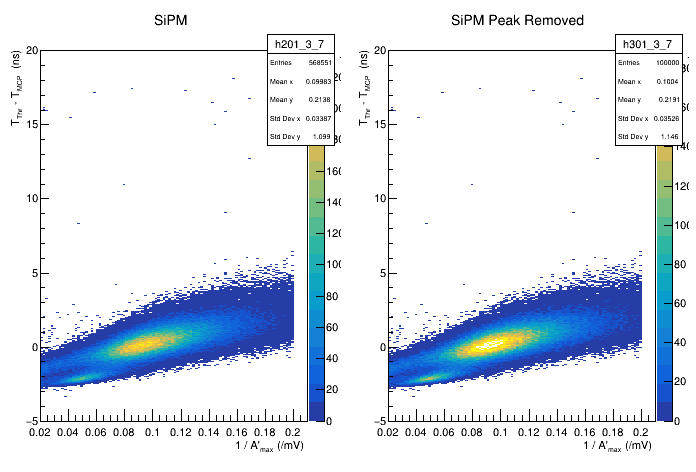 SiPM
SiPM Peak Removed
h201_3_7
Entries 568551
Mean x 0.09983
Mean y 0.2138
Std Dev x 0.03387
Std Dev y 1.099
h301_3_7
Entries 100000
Mean x 0.1004
Mean y 0.2191
Std Dev x 0.03526
Std Dev y 1.146
T_Thr - T_MCP (ns)
20
15
10
5
0
−5
0.02 0.04 0.06 0.08 0.1 0.12 0.14 0.16 0.18 0.2
1 / A'_max (/mV)
80
60
40
20
0
T_Thr - T_MCP (ns)
20
15
10
5
0
−5
0.02 0.04 0.06 0.08 0.1 0.12 0.14 0.16 0.18 0.2
1 / A'_max (/mV)
140
120
100
80
60
40
20
0